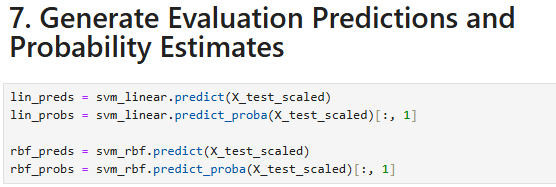 7. Generate Evaluation Predictions and
Probability Estimates
lin_preds = svm_linear.predict(X_test_scaled)
lin_probs = svm_linear.predict_proba(X_test_scaled)[:, 1]
rbf_preds = svm_rbf.predict(X_test_scaled)
rbf_probs = svm_rbf.predict_proba(X_test_scaled)[:, 1]